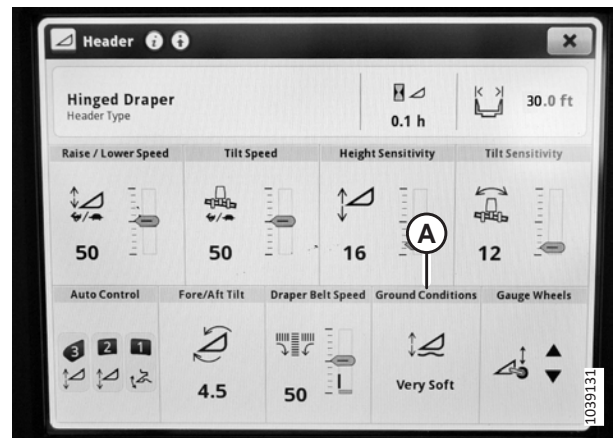 Header
Hinged Draper
Header Type
0.1 h
30.0 ft
Raise / Lower Speed
Tilt Speed
Height Sensitivity
Tilt Sensitivity
50
50
16
12
A
Auto Control
Fore/Aft Tilt
Draper Belt Speed
Ground Conditions
Gauge Wheels
3
2
1
4.5
50
Very Soft
1039131